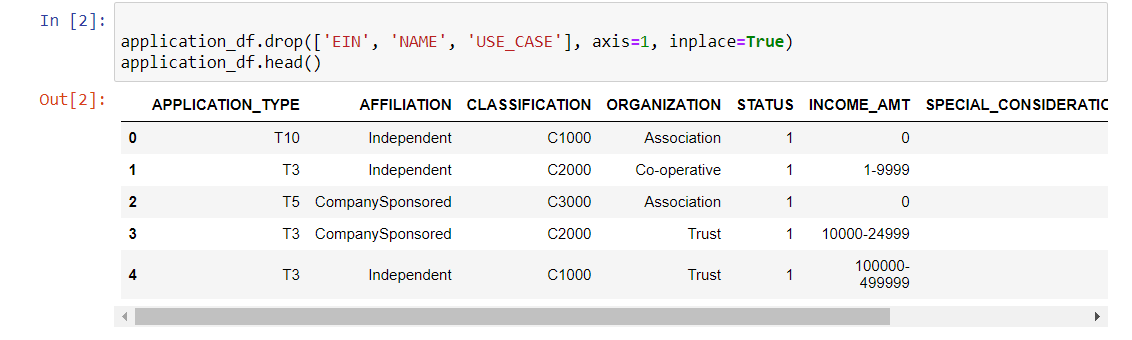 In [2]:
application_df.drop(['EIN', 'NAME', 'USE_CASE'], axis=1, inplace=True)
application_df.head()
Out[2]:
APPLICATION_TYPE AFFILIATION CLASSIFICATION ORGANIZATION STATUS INCOME_AMT SPECIAL_CONSIDERATIO
0 T10 Independent C1000 Association 1 0
1 T3 Independent C2000 Co-operative 1 1-9999
2 T5 CompanySponsored C3000 Association 1 0
3 T3 CompanySponsored C2000 Trust 1 10000-24999
4 T3 Independent C1000 Trust 1 100000-
499999